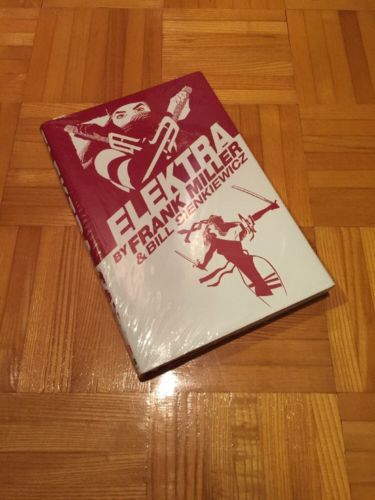 ELEKTRA
BY FRANK MILLER
& BILL SIENKIEWICZ